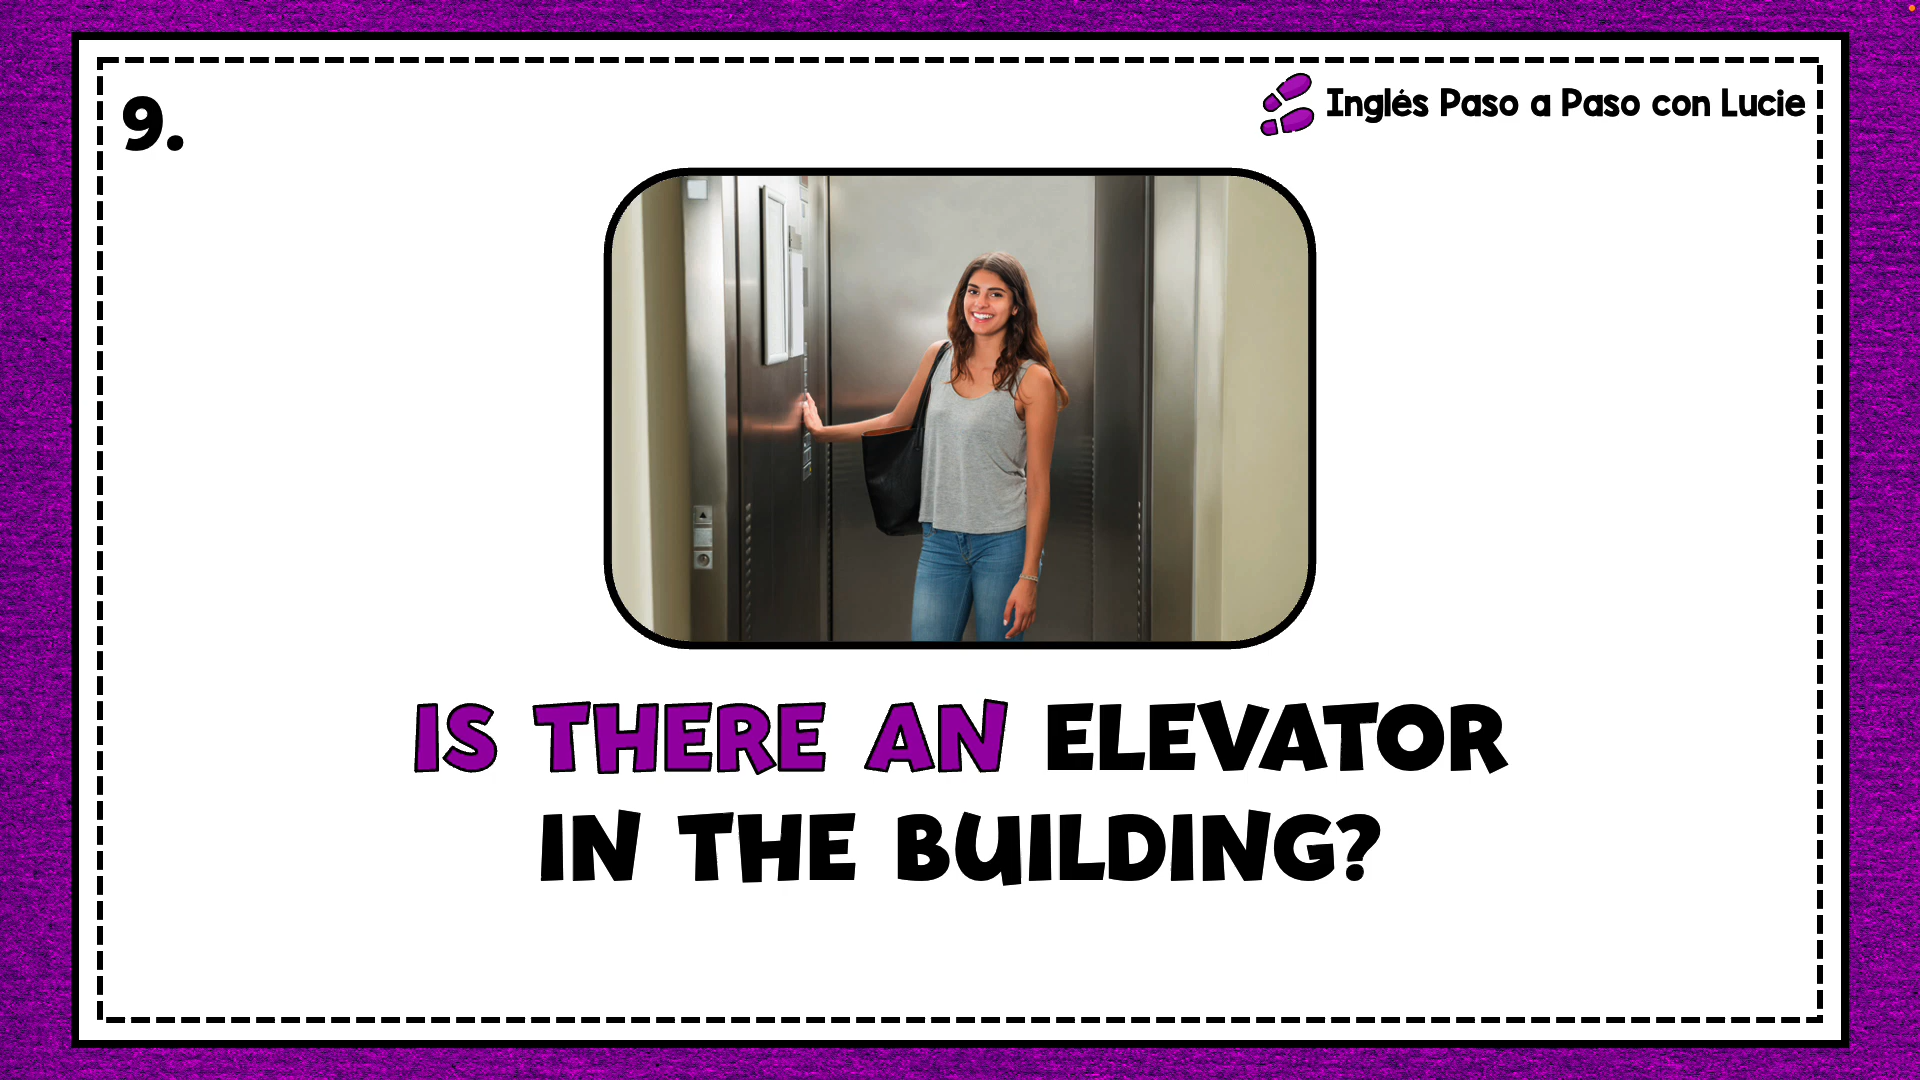 9.
Inglés Paso a Paso con Lucie
IS THERE AN ELEVATOR
IN THE BUILDING?